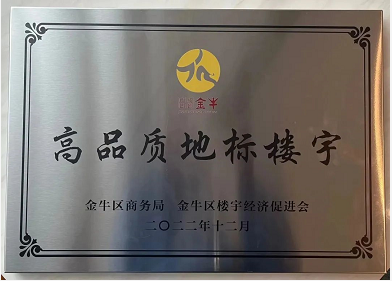 金牛
高品质地标楼宇
金牛区商务局 金牛区楼宇经济促进会
二〇二二年十二月